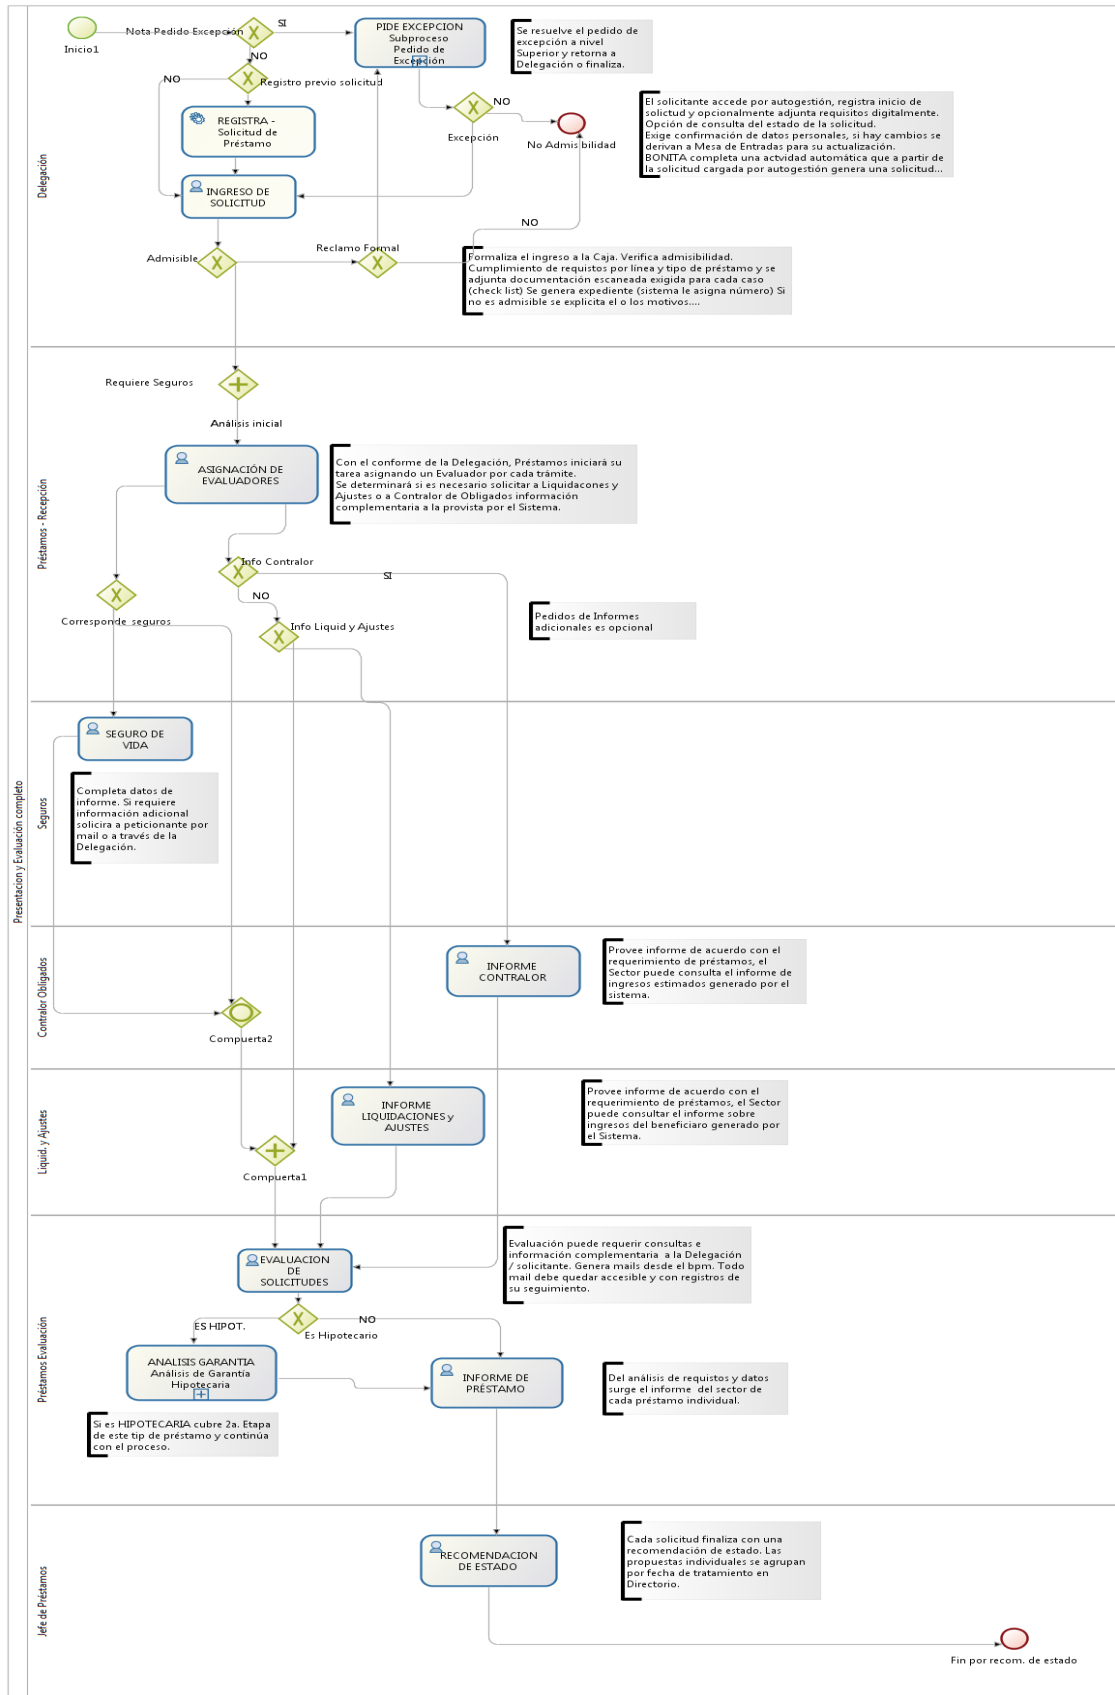 Presentacion y Evaluación completo
Delegación
Inicio1
Nota Pedido Excepción
SI
NO
PIDE EXCEPCION
Subproceso
Pedido de
Excepción
Se resuelve el pedido de
excepción a nivel
Superior y retorna a
Delegación o finaliza.
NO
Registro previo solicitud
REGISTRA -
Solicitud de
Préstamo
NO
Excepción
No Admisibilidad
El solicitante accede por autogestión, registra inicio de
solictud y opcionalmente adjunta requisitos digitalmente.
Opción de consulta del estado de la solicitud.
Exige confirmación de datos personales, si hay cambios se
derivan a Mesa de Entradas para su actualización.
BONITA completa una actvidad automática que a partir de
la solicitud cargada por autogestión genera una solicitud...
INGRESO DE
SOLICITUD
NO
Admisible
Reclamo Formal
Formaliza el ingreso a la Caja. Verifica admisibilidad.
Cumplimiento de requistos por línea y tipo de préstamo y se
adjunta documentación escaneada exigida para cada caso
(check list) Se genera expediente (sistema le asigna número) Si
no es admisible se explicita el o los motivos....
Préstamos - Recepción
Requiere Seguros
Análisis inicial
ASIGNACIÓN DE
EVALUADORES
Con el conforme de la Delegación, Préstamos iniciará su
tarea asignando un Evaluador por cada trámite.
Se determinará si es necesario solicitar a Liquidacones y
Ajustes o a Contralor de Obligados información
complementaria a la provista por el Sistema.
Info Contralor
SI
NO
Corresponde seguros
Info Liquid y Ajustes
Pedidos de Informes
adicionales es opcional
Seguros
SEGURO DE
VIDA
Completa datos de
informe. Si requiere
información adicional
solicira a peticionante por
mail o a través de la
Delegación.
Contralor Obligados
INFORME
CONTRALOR
Provee informe de acuerdo con el
requerimiento de préstamos, el
Sector puede consulta el informe de
ingresos estimados generado por el
sistema.
Compuerta2
Liquid. y Ajustes
INFORME
LIQUIDACIONES y
AJUSTES
Provee informe de acuerdo con el
requerimiento de préstamos, el Sector
puede consultar el informe sobre
ingresos del beneficiaro generado por
el Sistema.
Compuerta1
Préstamos Evaluación
EVALUACION
DE
SOLICITUDES
Evaluación puede requerir consultas e
información complementaria  a la Delegación
/ solicitante. Genera mails desde el bpm. Todo
mail debe quedar accesible y con registros de
su seguimiento.
ES HIPOT.
NO
Es Hipotecario
ANALISIS GARANTIA
Análisis de Garantía
Hipotecaria
INFORME DE
PRÉSTAMO
Del análisis de requistos y datos
surge el informe  del sector de
cada préstamo individual.
Si es HIPOTECARIA cubre 2a. Etapa
de este tip de préstamo y continúa
con el proceso.
Jefe de Préstamos
RECOMENDACION
DE ESTADO
Cada solicitud finaliza con una
recomendación de estado. Las
propuestas individuales se agrupan
por fecha de tratamiento en
Directorio.
Fin por recom. de estado